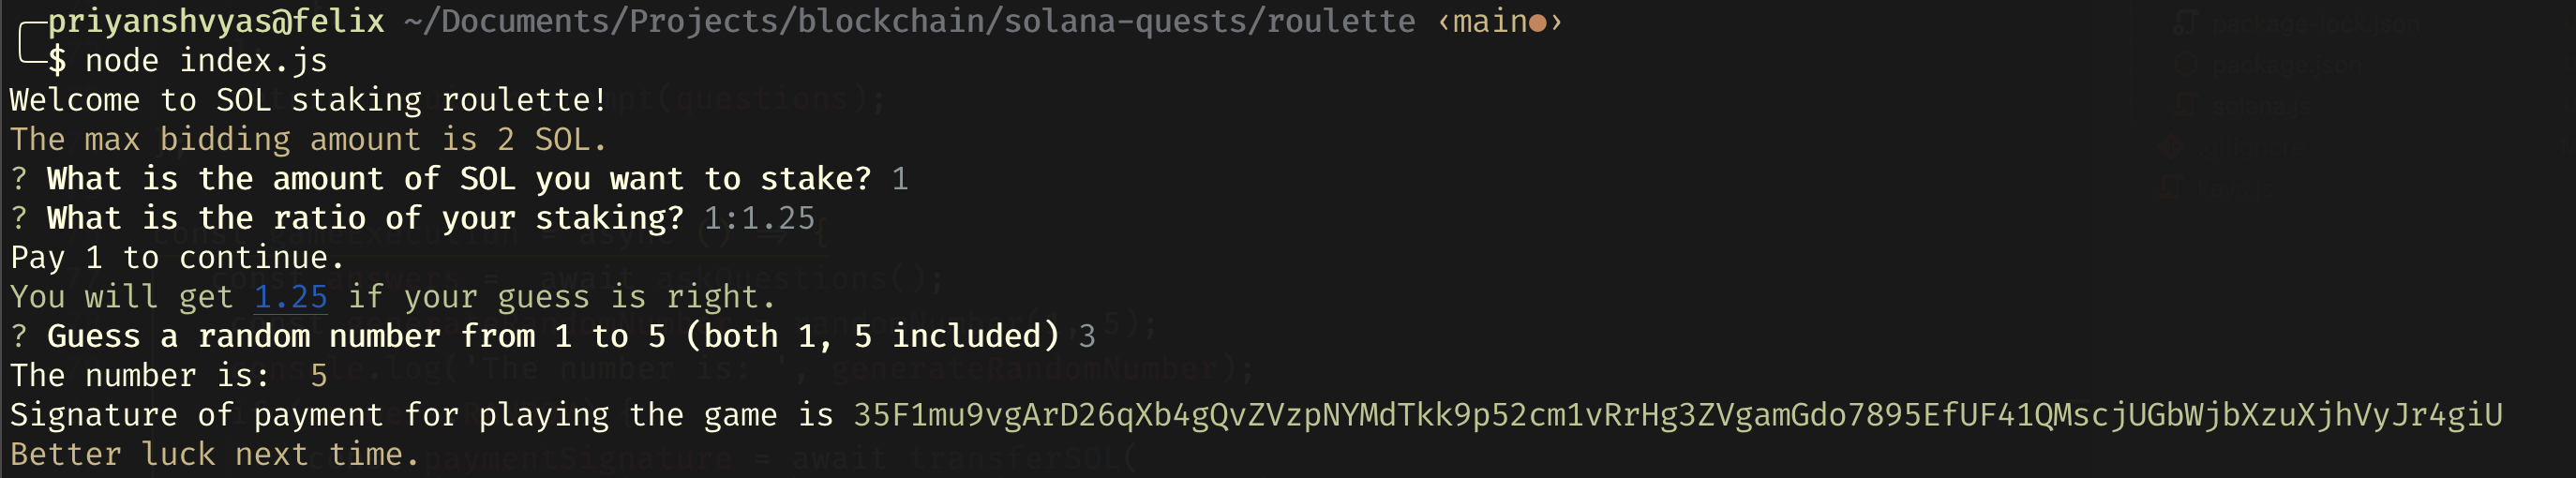 priyanshvyas@felix ~/Documents/Projects/blockchain/solana-quests/roulette ‹main●›
$ node index.js
Welcome to SOL staking roulette!
The max bidding amount is 2 SOL.
? What is the amount of SOL you want to stake? 1
? What is the ratio of your staking? 1:1.25
Pay 1 to continue.
You will get 1.25 if your guess is right.
? Guess a random number from 1 to 5 (both 1, 5 included) 3
The number is:  5
Signature of payment for playing the game is 35F1mu9vgArD26qXb4gQvZVzpNYMdTkk9p52cm1vRrHg3ZVgamGdo7895EfUF41QMscjUGbWjbXzuXjhVyJr4giU
Better luck next time.